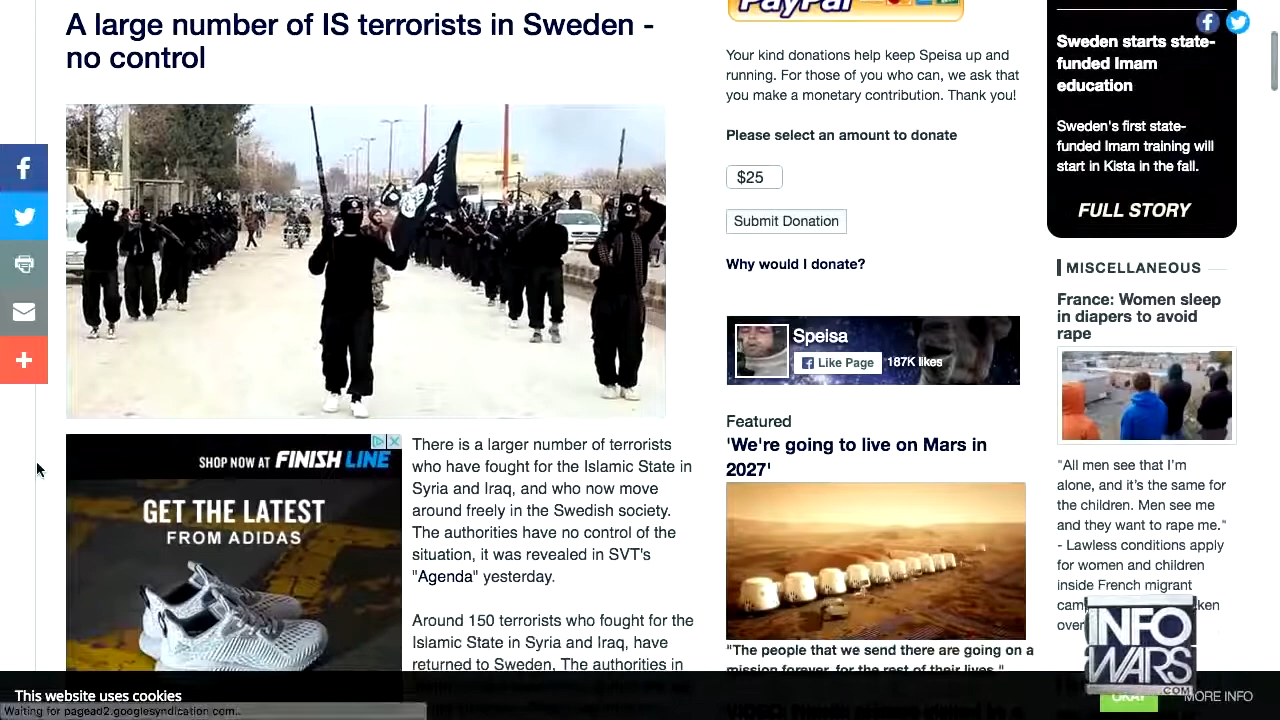 A large number of IS terrorists in Sweden -
no control
SHOP NOW AT FINISH LINE
GET THE LATEST
FROM ADIDAS
There is a larger number of terrorists
who have fought for the Islamic State in
Syria and Iraq, and who now move
around freely in the Swedish society.
The authorities have no control of the
situation, it was revealed in SVT's
"Agenda" yesterday.
Around 150 terrorists who fought for the
Islamic State in Syria and Iraq, have
returned to Sweden. The authorities in
PayPal
Your kind donations help keep Speisa up and
running. For those of you who can, we ask that
you make a monetary contribution. Thank you!
Please select an amount to donate
$25
Submit Donation
Why would I donate?
Speisa
Like Page
187K likes
Featured
'We're going to live on Mars in
2027'
"The people that we send there are going on a
mission forever, for the rest of their lives."
Sweden starts state-
funded Imam
education
Sweden's first state-
funded Imam training will
start in Kista in the fall.
FULL STORY
MISCELLANEOUS
France: Women sleep
in diapers to avoid
rape
"All men see that I'm
alone, and it's the same for
the children. Men see me
and they want to rape me."
- Lawless conditions apply
for women and children
inside French migrant
INFO
WARS
.COM
This website uses cookies
OKAY
MORE INFO
Waiting for pagead2.googlesyndication.com...